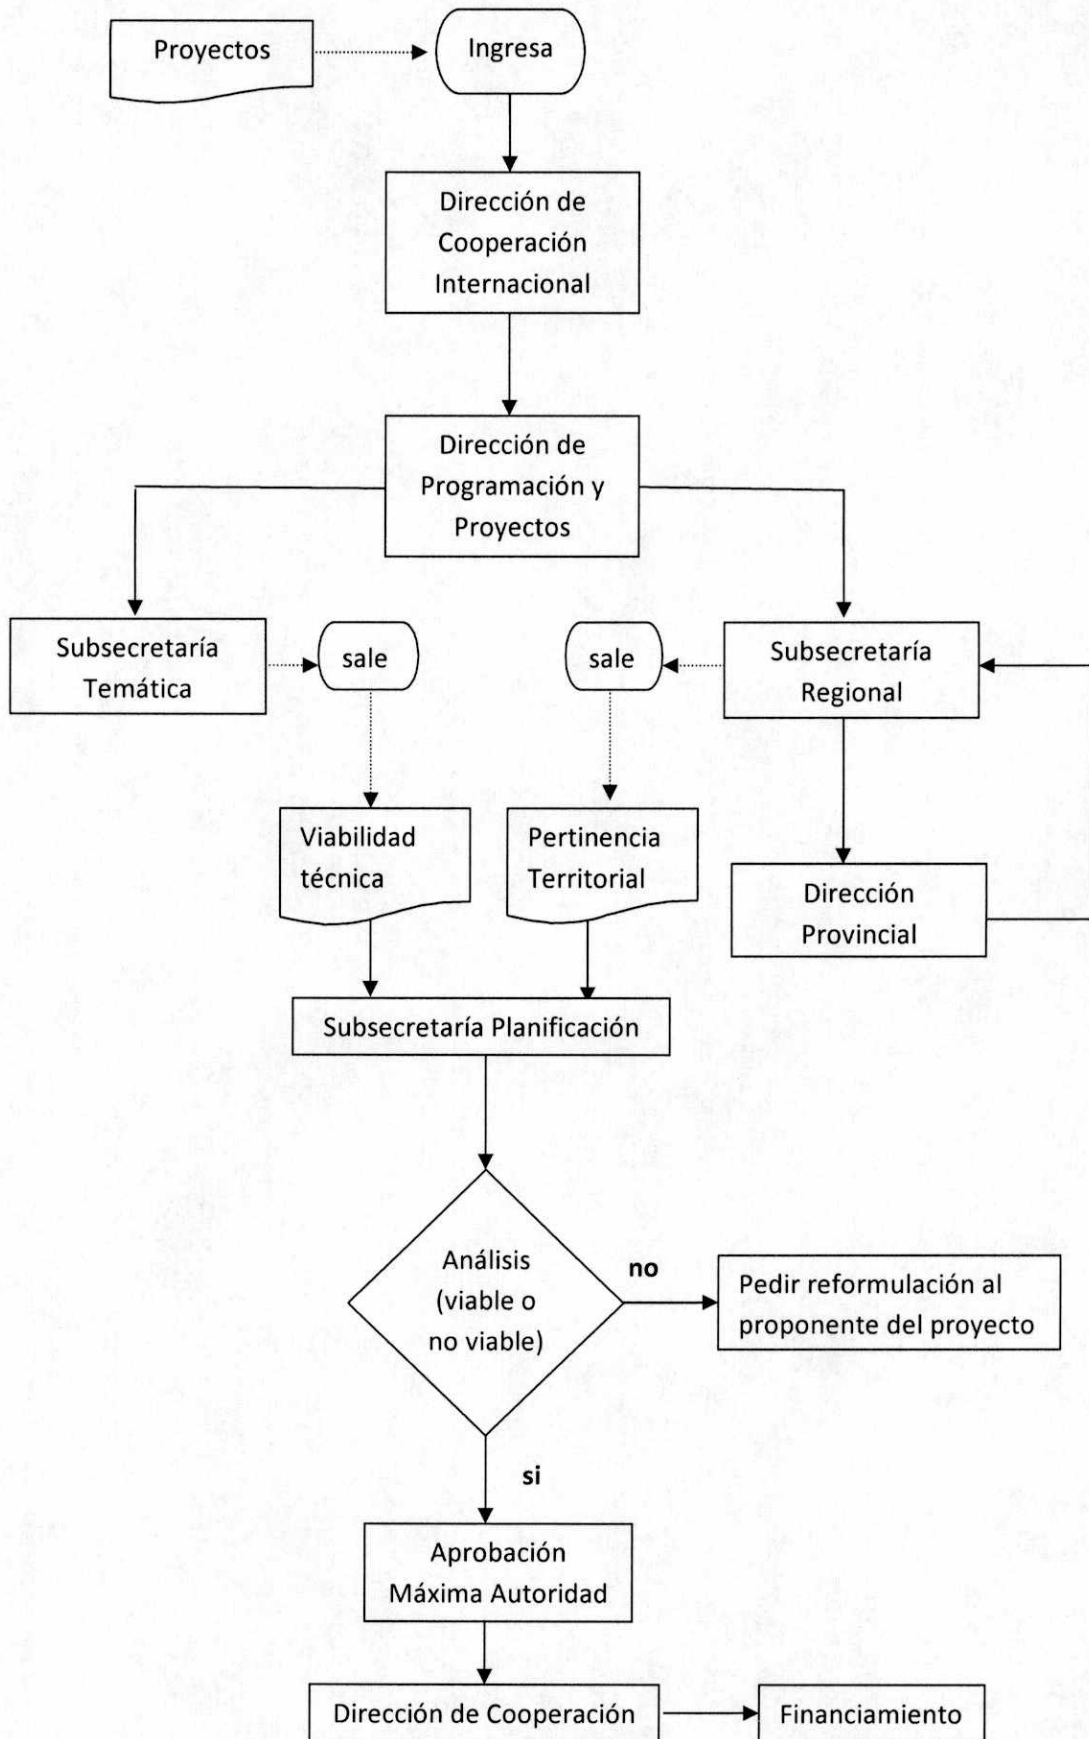 Proyectos
Ingresa
Dirección de
Cooperación
Internacional
Dirección de
Programación y
Proyectos
Subsecretaría
Temática
sale
sale
Subsecretaría
Regional
Viabilidad
técnica
Pertinencia
Territorial
Dirección
Provincial
Subsecretaría Planificación
Análisis
(viable o
no viable)
no
Pedir reformulación al
proponente del proyecto
si
Aprobación
Máxima Autoridad
Dirección de Cooperación
Financiamiento